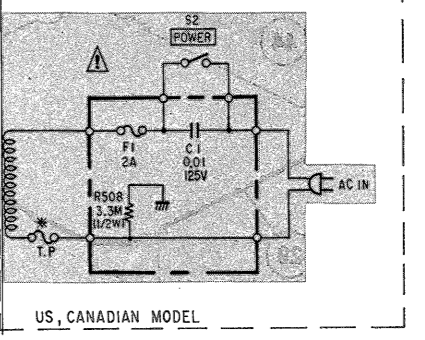 S2
POWER
F1
2A
C1
0.01
125V
AC IN
R508
3.3M
(1/2W)
*
T.P
US, CANADIAN MODEL